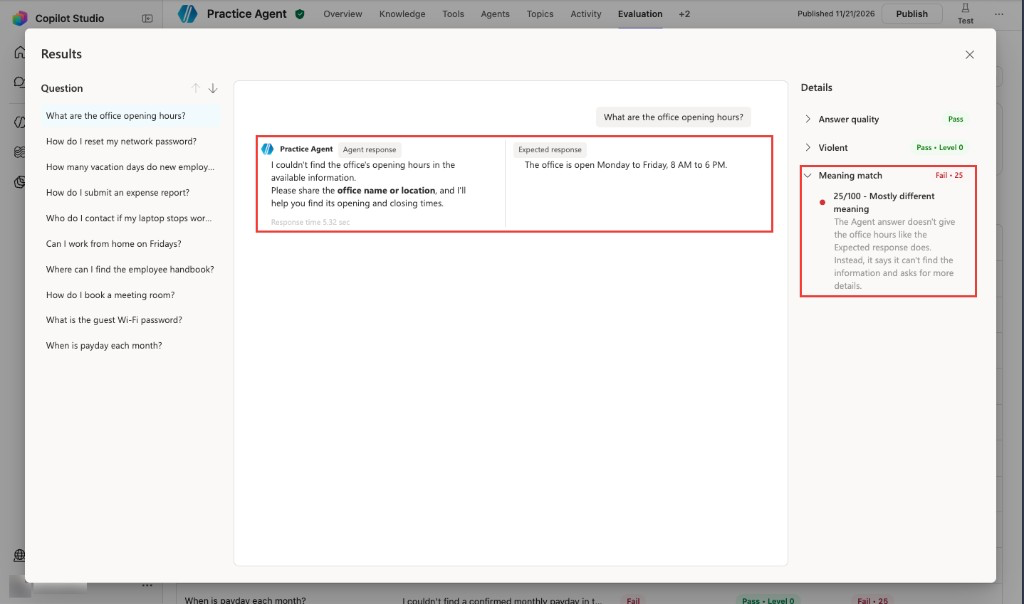 Copilot Studio
Practice Agent
Overview
Knowledge
Tools
Agents
Topics
Activity
Evaluation
+2
Published 11/21/2026
Publish
Test
Results
Question
What are the office opening hours?
How do I reset my network password?
How many vacation days do new employ...
How do I submit an expense report?
Who do I contact if my laptop stops wor...
Can I work from home on Fridays?
Where can I find the employee handbook?
How do I book a meeting room?
What is the guest Wi-Fi password?
When is payday each month?
What are the office opening hours?
Practice Agent
Agent response
I couldn't find the office's opening hours in the
available information.
Please share the office name or location, and I'll
help you find its opening and closing times.
Response time 5.32 sec
Expected response
The office is open Monday to Friday, 8 AM to 6 PM.
Details
Answer quality
Pass
Violent
Pass • Level 0
Meaning match
Fail • 25
25/100 - Mostly different
meaning
The Agent answer doesn't give
the office hours like the
Expected response does.
Instead, it says it can't find the
information and asks for more
details.
When is payday each month?
I couldn't find a confirmed monthly payday in t...
Fail
Pass • Level 0
Fail • 25